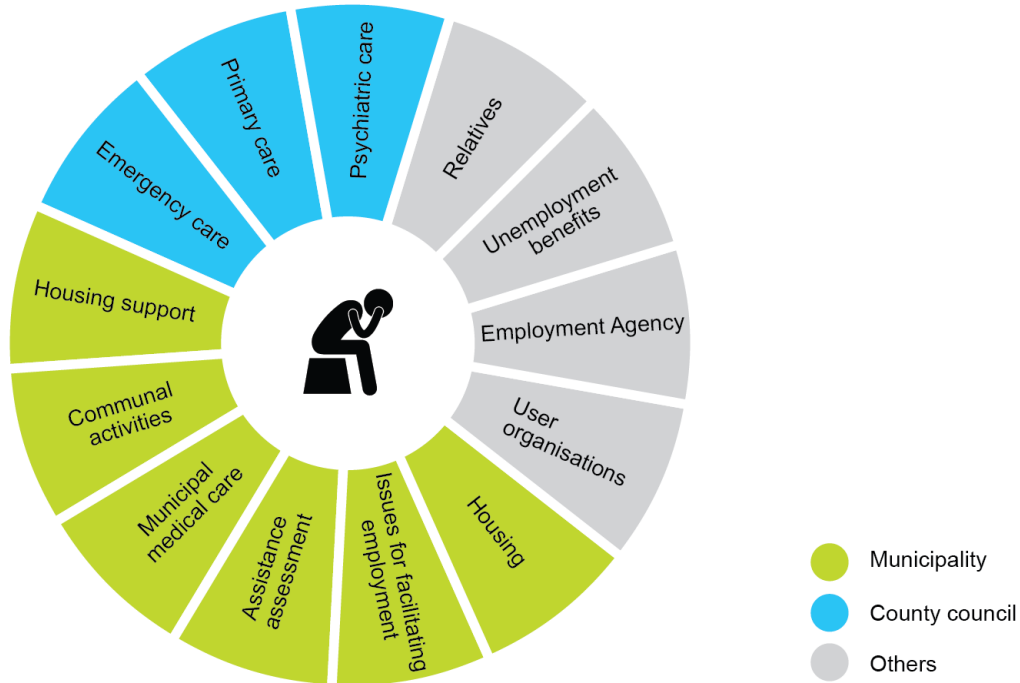 Psychiatric care
Relatives
Unemployment
benefits
Employment Agency
User
organisations
Housing
Issues for facilitating
employment
Assistance
assessment
Municipal
medical care
Communal
activities
Housing support
Emergency care
Primary care
Municipality
County council
Others